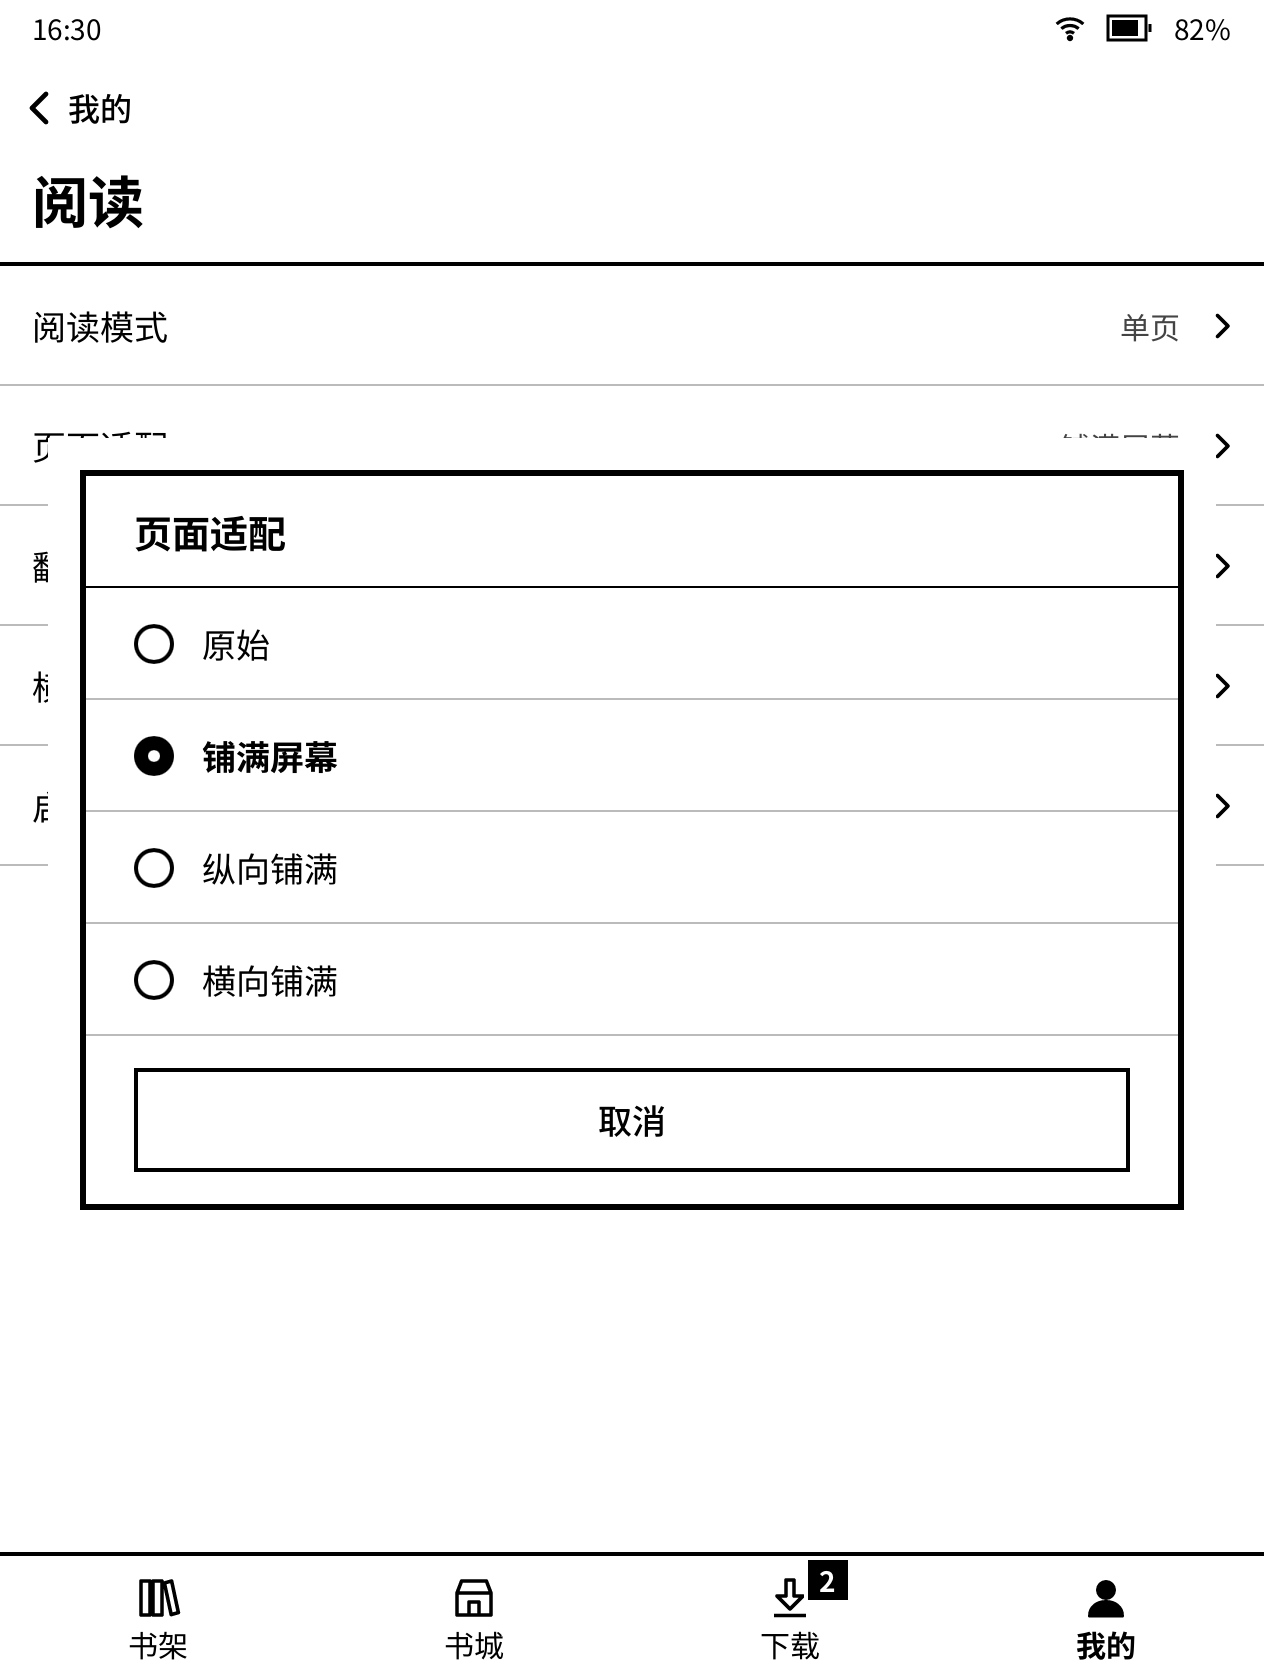 16:30 82%
我的
阅读
阅读模式 单页
页面适配
原始
铺满屏幕
纵向铺满
横向铺满
取消
2
书架 书城 下载 我的